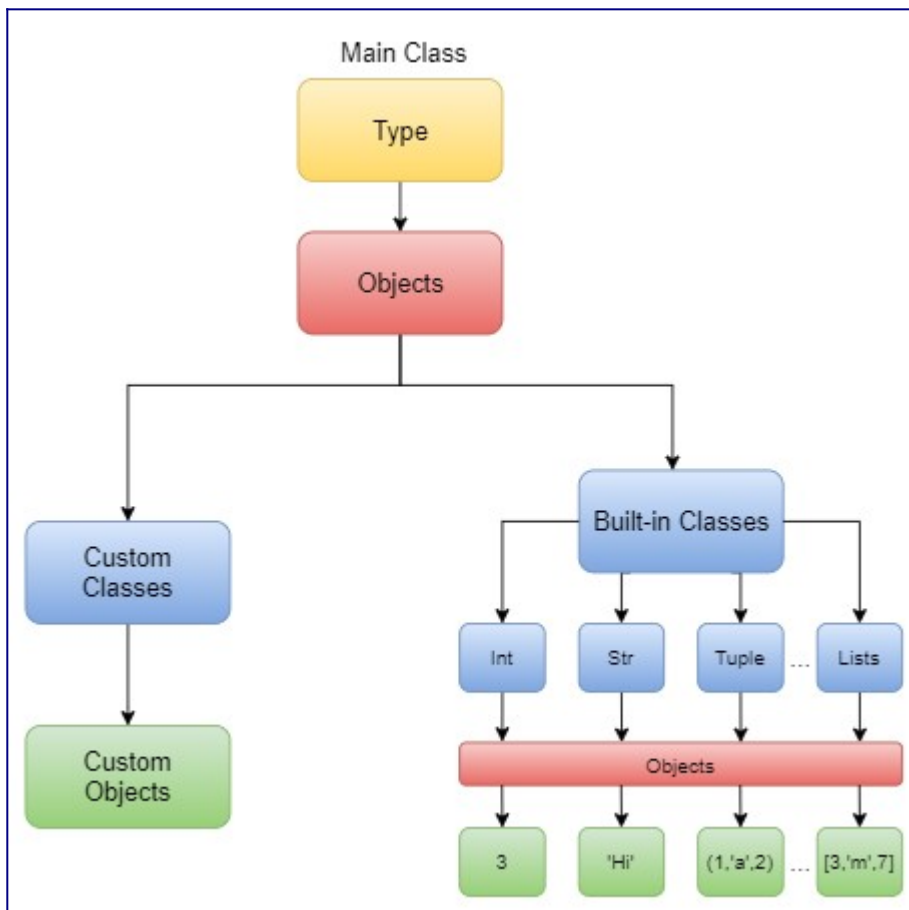 Main Class
Type
Objects
Custom
Classes
Built-in Classes
Int
Str
Tuple
...
Lists
Custom
Objects
Objects
3
'Hi'
(1,'a',2)
...
[3,'m',7]